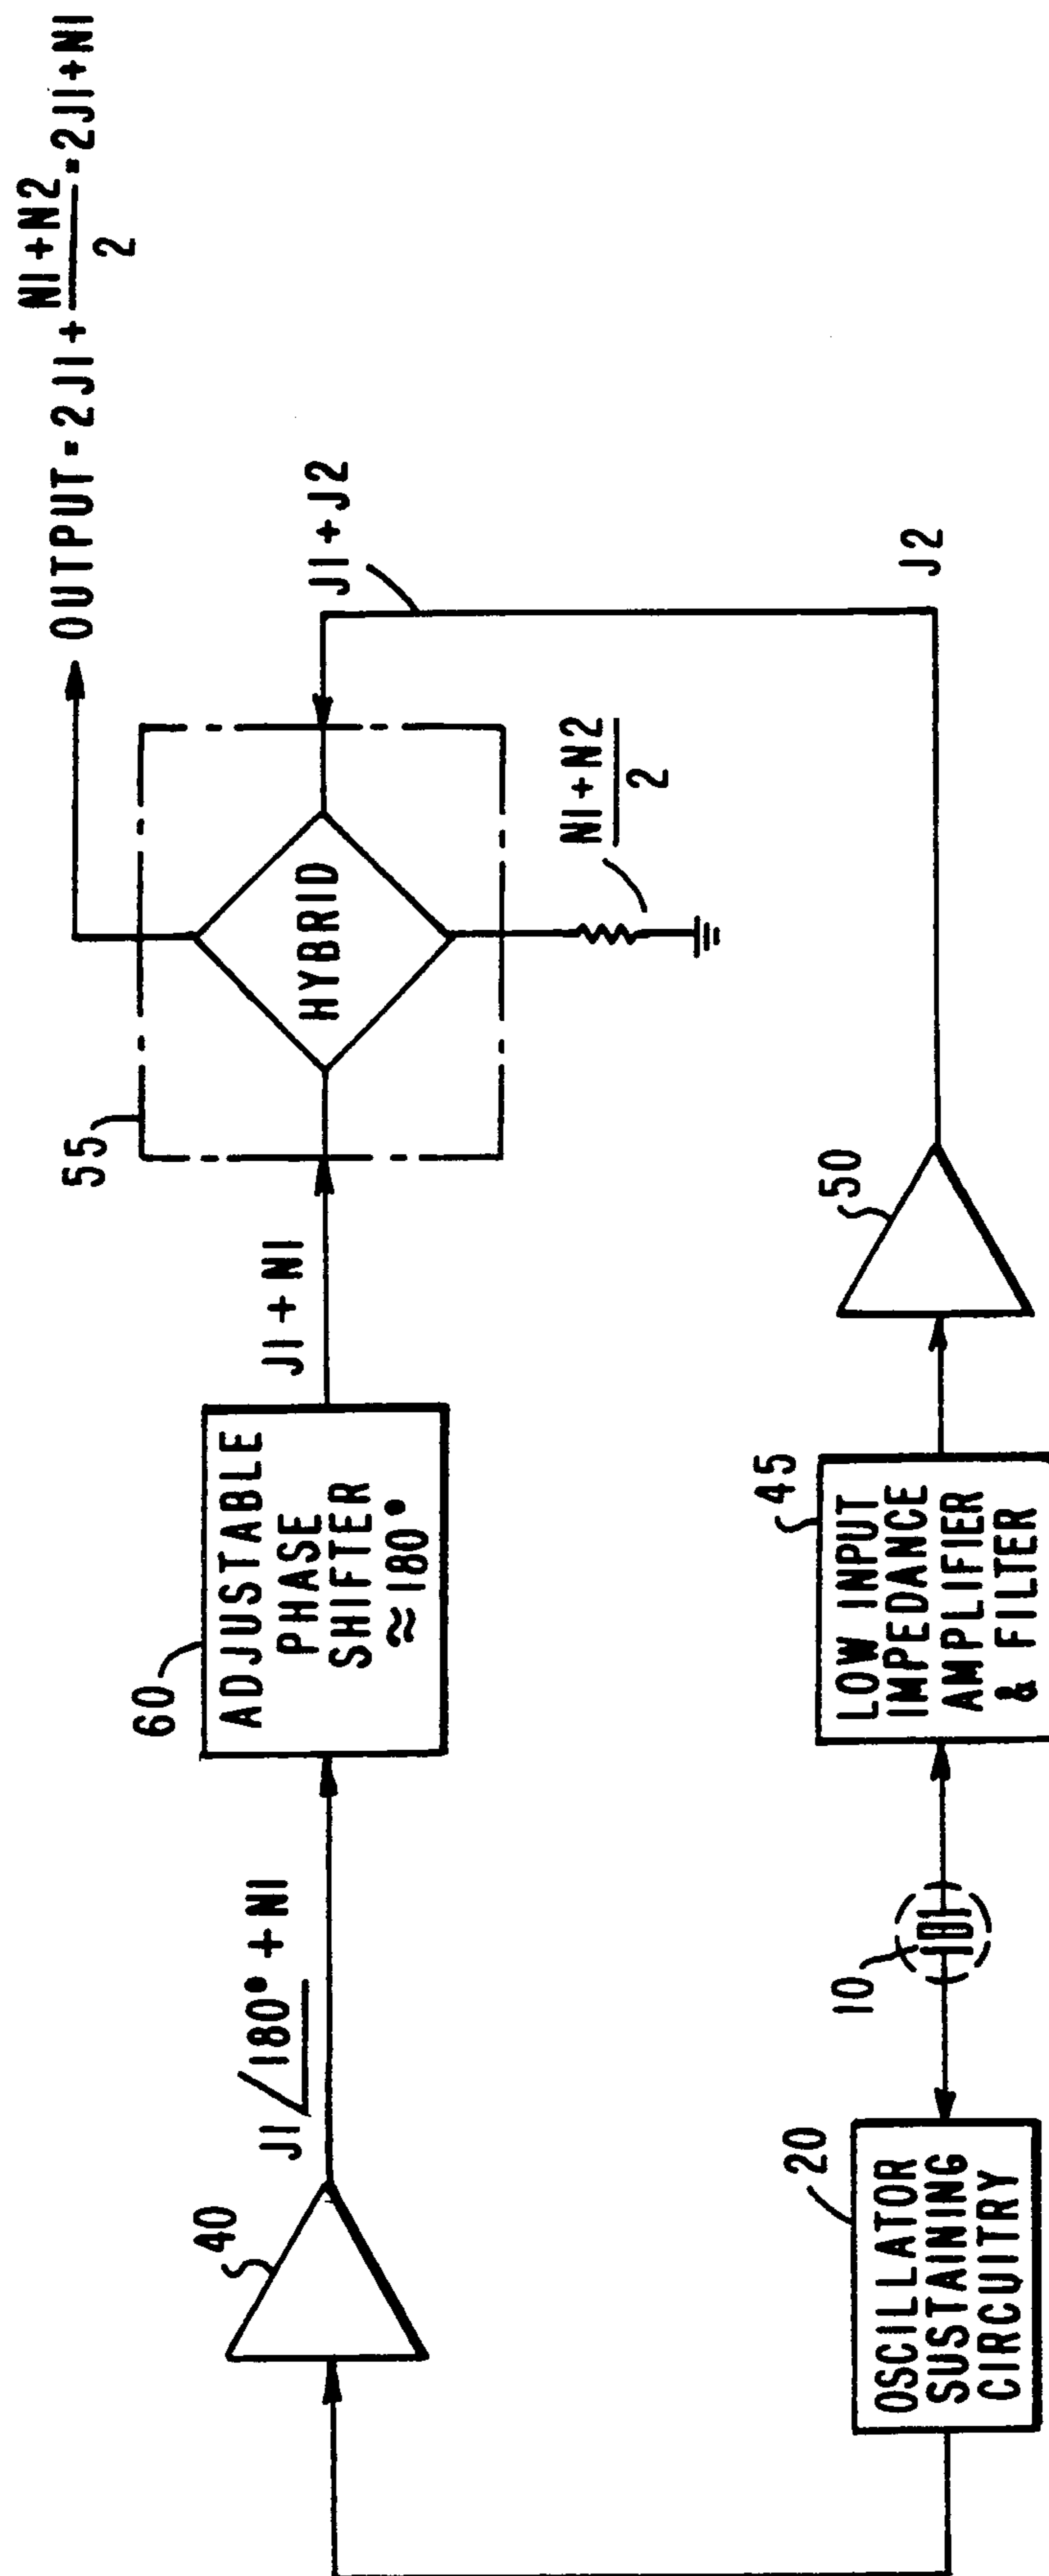 OUTPUT = 2J1 + N1+N2/2 = 2J1+N1
55
J1 + N1
HYBRID
J1 + J2
N1+N2
2
60
ADJUSTABLE
PHASE
SHIFTER
≈180°
J1 /180° + N1
40
J2
50
45
LOW INPUT
IMPEDANCE
AMPLIFIER
& FILTER
10
20
OSCILLATOR
SUSTAINING
CIRCUITRY